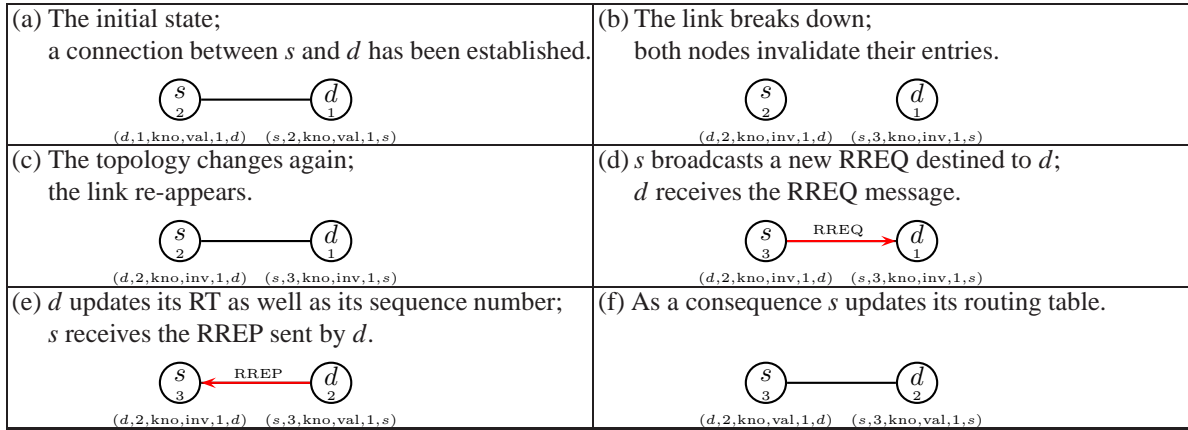 (a) The initial state;
a connection between s and d has been established.
s
2
d
1
(d,1,kno,val,1,d) (s,2,kno,val,1,s)
(b) The link breaks down;
both nodes invalidate their entries.
s
2
d
1
(d,2,kno,inv,1,d) (s,3,kno,inv,1,s)
(c) The topology changes again;
the link re-appears.
s
2
d
1
(d,2,kno,inv,1,d) (s,3,kno,inv,1,s)
(d) s broadcasts a new RREQ destined to d;
d receives the RREQ message.
s
3
RREQ
d
1
(d,2,kno,inv,1,d) (s,3,kno,inv,1,s)
(e) d updates its RT as well as its sequence number;
s receives the RREP sent by d.
s
3
RREP
d
2
(d,2,kno,inv,1,d) (s,3,kno,val,1,s)
(f) As a consequence s updates its routing table.
s
3
d
2
(d,2,kno,val,1,d) (s,3,kno,val,1,s)